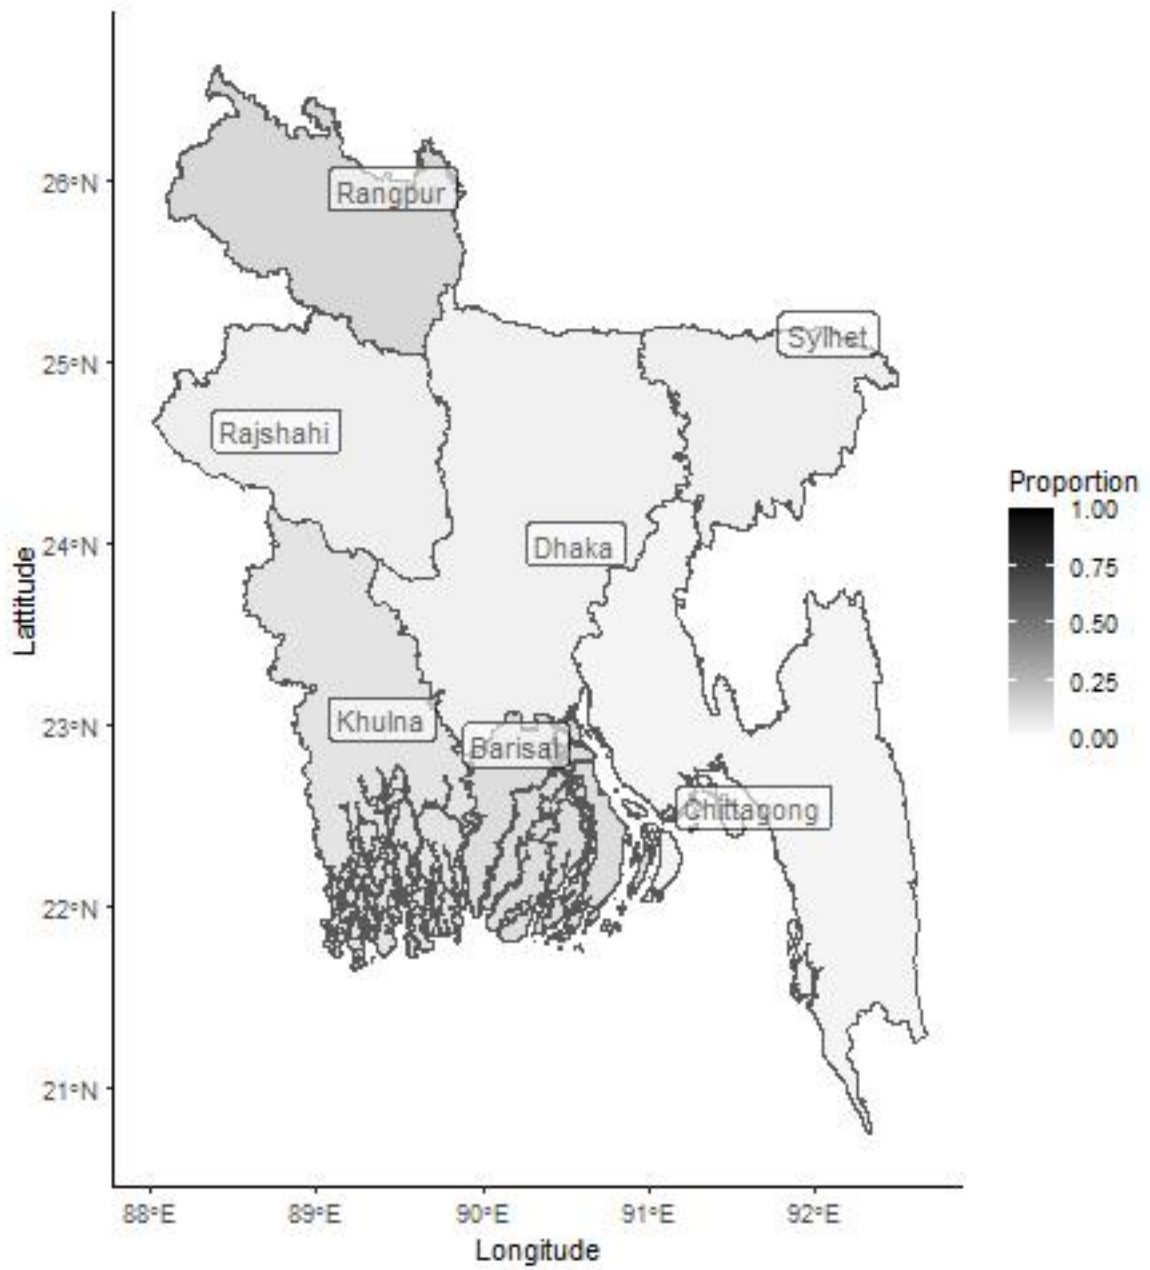 26°N
25°N
24°N
23°N
22°N
21°N
Lattitude
Rangpur
Sylhet
Rajshahi
Dhaka
Khulna
Barisal
Chittagong
Proportion
1.00
0.75
0.50
0.25
0.00
88°E
89°E
90°E
91°E
92°E
Longitude